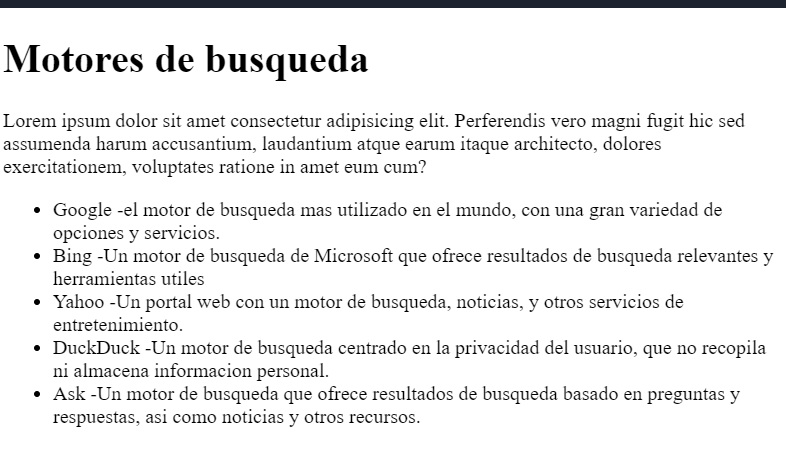 Motores de busqueda
Lorem ipsum dolor sit amet consectetur adipisicing elit. Perferendis vero magni fugit hic sed
assumenda harum accusantium, laudantium atque earum itaque architecto, dolores
exercitationem, voluptates ratione in amet eum cum?
• Google -el motor de busqueda mas utilizado en el mundo, con una gran variedad de
opciones y servicios.
• Bing -Un motor de busqueda de Microsoft que ofrece resultados de busqueda relevantes y
herramientas utiles
• Yahoo -Un portal web con un motor de busqueda, noticias, y otros servicios de
entretenimiento.
• DuckDuck -Un motor de busqueda centrado en la privacidad del usuario, que no recopila
ni almacena informacion personal.
• Ask -Un motor de busqueda que ofrece resultados de busqueda basado en preguntas y
respuestas, asi como noticias y otros recursos.